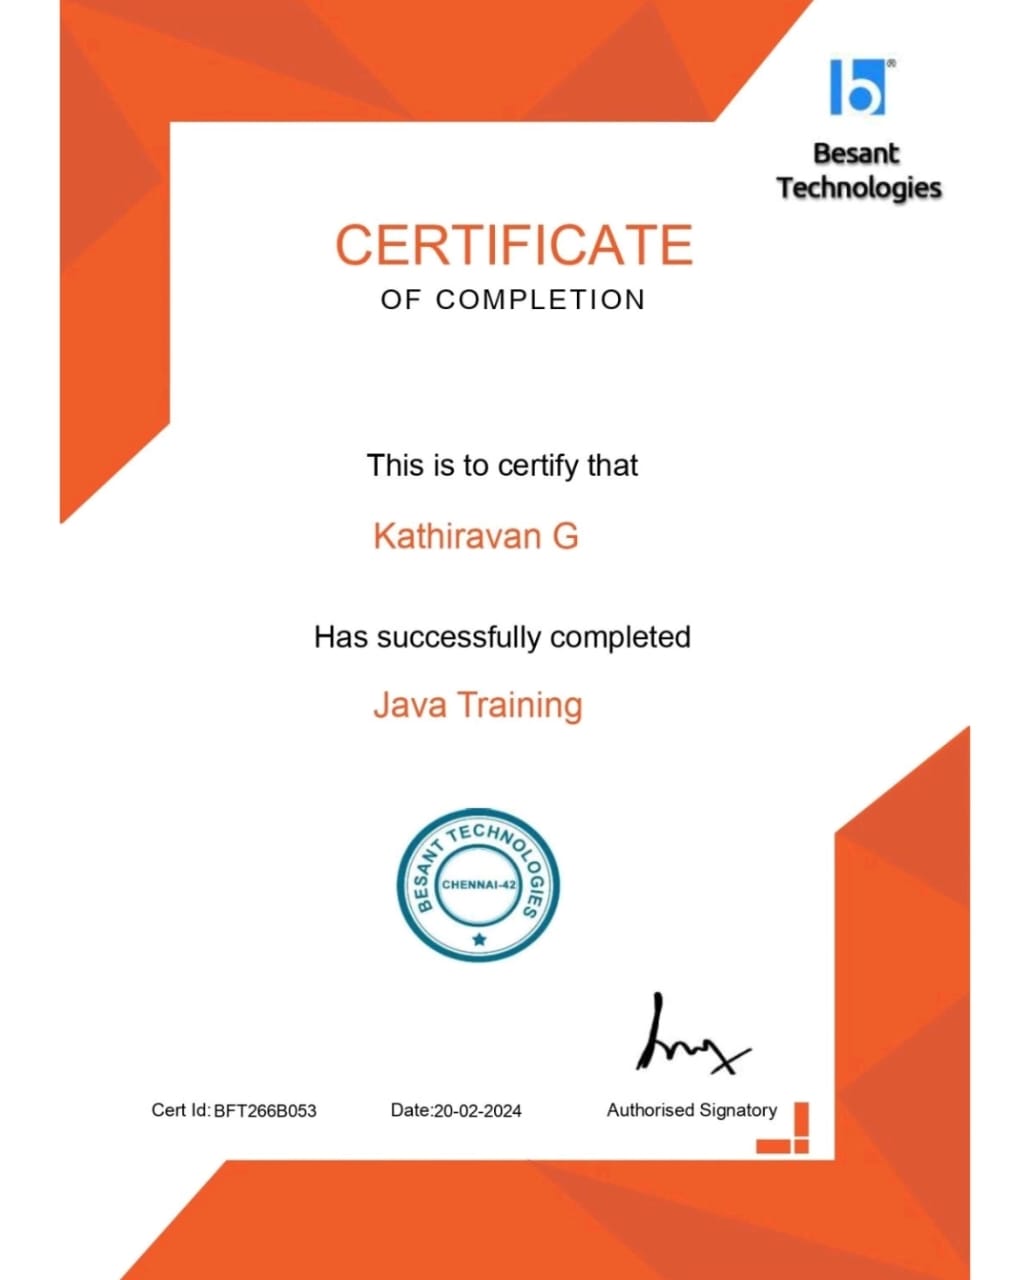 b®
Besant
Technologies
CERTIFICATE
OF COMPLETION
This is to certify that
Kathiravan G
Has successfully completed
Java Training
BESANT TECHNOLOGIES
CHENNAI-42
Cert Id: BFT266B053
Date:20-02-2024
Authorised Signatory